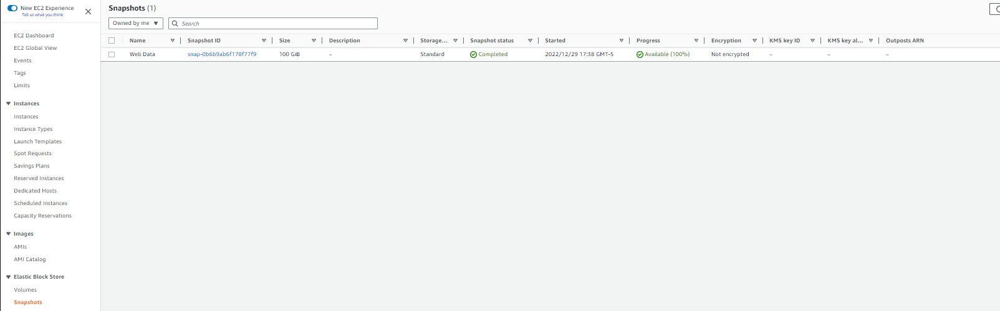 New EC2 Experience
Tell us what you think
EC2 Dashboard
EC2 Global View
Events
Tags
Limits
Instances
Instances
Instance Types
Launch Templates
Spot Requests
Savings Plans
Reserved Instances
Dedicated Hosts
Scheduled Instances
Capacity Reservations
Images
AMIs
AMI Catalog
Elastic Block Store
Volumes
Snapshots
Snapshots (1)
Owned by me Search
Name Snapshot ID Size Description Storage... Snapshot status Started Progress Encryption KMS key ID KMS key al... Outposts ARN
Web Data snap-0b6b9ab6f178f77f9 100 GiB – Standard Completed 2022/12/29 17:38 GMT-5 Available (100%) Not encrypted – – –